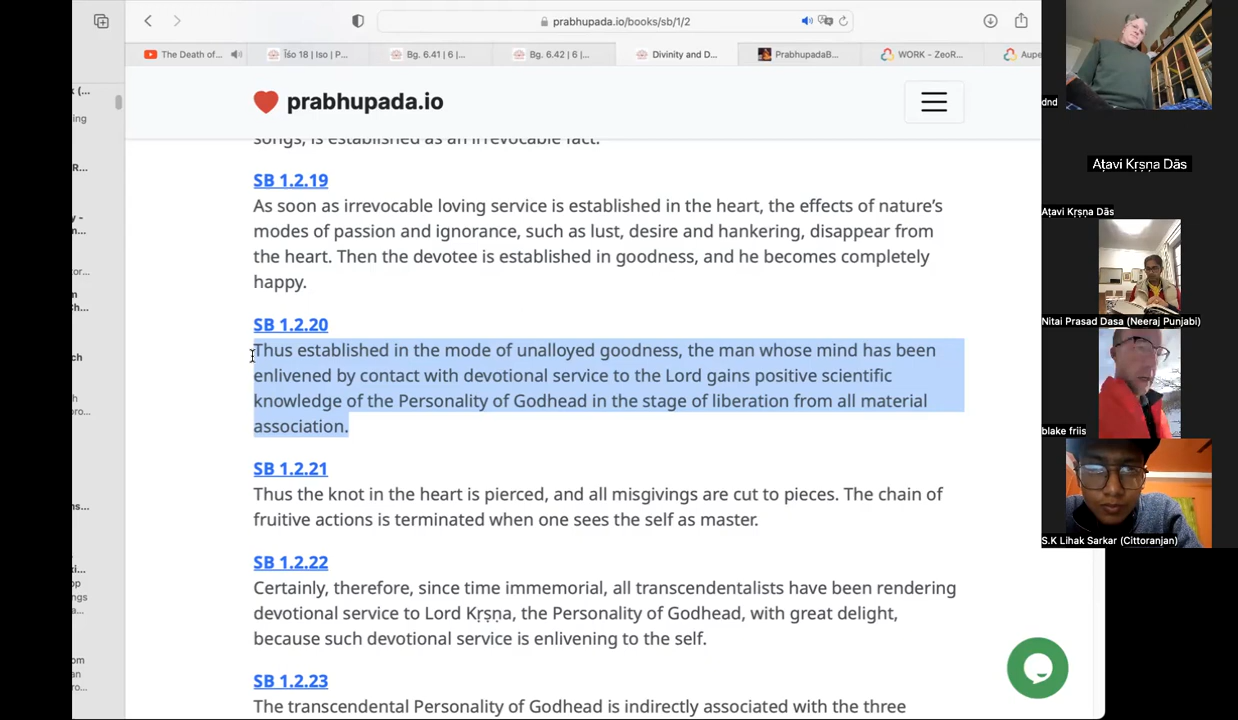 prabhupada.io/books/sb/1/2
The Death of...
Īśo 18 | Iso | P...
Bg. 6.41 | 6 |...
Bg. 6.42 | 6 |...
Divinity and D...
PrabhupadaB...
WORK - ZeoR...
Aupe
prabhupada.io
songs, is established as an irrevocable fact.
SB 1.2.19
As soon as irrevocable loving service is established in the heart, the effects of nature’s
modes of passion and ignorance, such as lust, desire and hankering, disappear from
the heart. Then the devotee is established in goodness, and he becomes completely
happy.
SB 1.2.20
Thus established in the mode of unalloyed goodness, the man whose mind has been
enlivened by contact with devotional service to the Lord gains positive scientific
knowledge of the Personality of Godhead in the stage of liberation from all material
association.
SB 1.2.21
Thus the knot in the heart is pierced, and all misgivings are cut to pieces. The chain of
fruitive actions is terminated when one sees the self as master.
SB 1.2.22
Certainly, therefore, since time immemorial, all transcendentalists have been rendering
devotional service to Lord Kṛṣṇa, the Personality of Godhead, with great delight,
because such devotional service is enlivening to the self.
SB 1.2.23
The transcendental Personality of Godhead is indirectly associated with the three
dnd
Aṭavi Kṛṣṇa Dās
Aṭavi Kṛṣṇa Dās
Nitai Prasad Dasa (Neeraj Punjabi)
blake friis
S.K Lihak Sarkar (Cittoranjan)